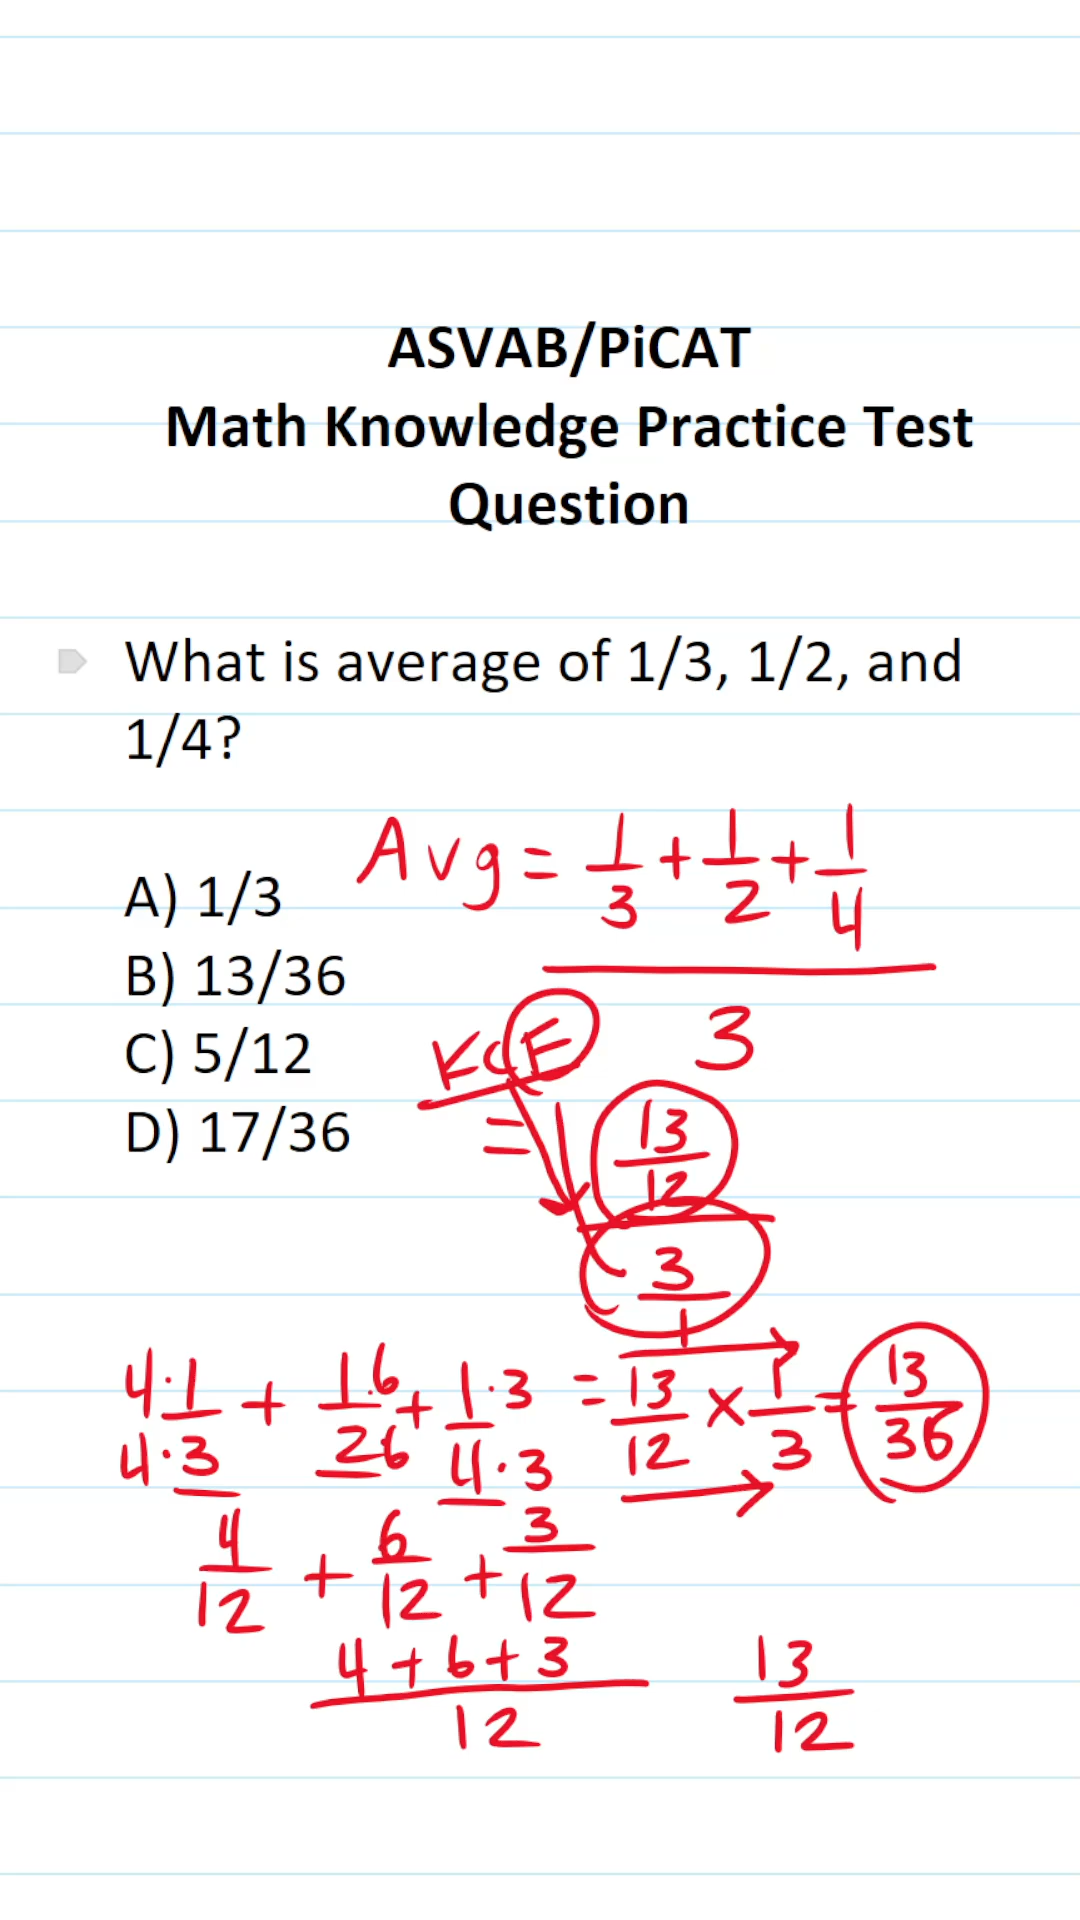 ASVAB/PiCAT
Math Knowledge Practice Test
Question
What is average of 1/3, 1/2, and
1/4?
A) 1/3
B) 13/36
C) 5/12
D) 17/36
Avg = 1/3 + 1/2 + 1/4
3
KCF
= 13/12
3/1
4·1/4·3 + 1·6/2·6 + 1·3/4·3 = 13/12 × 1/3 = 13/36
4/12 + 6/12 + 3/12
4+6+3/12 13/12